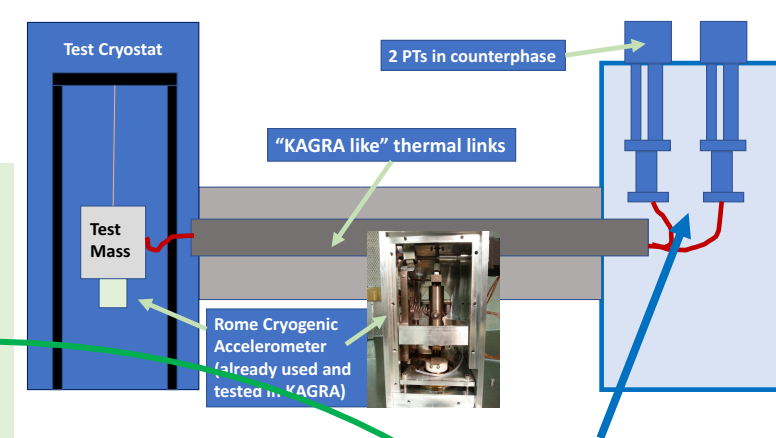 Test Cryostat
2 PTs in counterphase
“KAGRA like” thermal links
Test
Mass
Rome Cryogenic
Accelerometer
(already used and
tested in KAGRA)